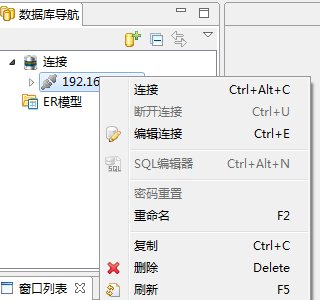 数据库导航
连接
192.16
ER模型
连接 Ctrl+Alt+C
断开连接 Ctrl+U
编辑连接 Ctrl+E
SQL SQL编辑器 Ctrl+Alt+N
密码重置
重命名 F2
复制 Ctrl+C
删除 Delete
刷新 F5
窗口列表